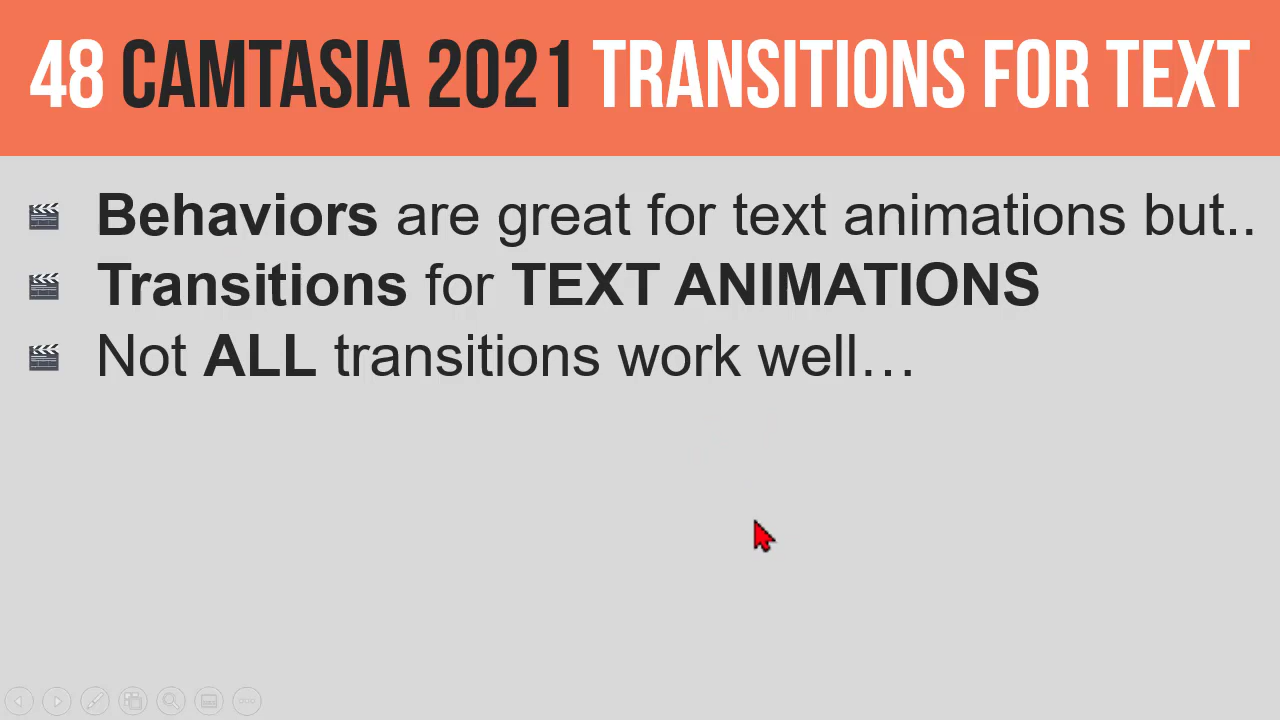 48 CAMTASIA 2021 TRANSITIONS FOR TEXT
Behaviors are great for text animations but..
Transitions for TEXT ANIMATIONS
Not ALL transitions work well…